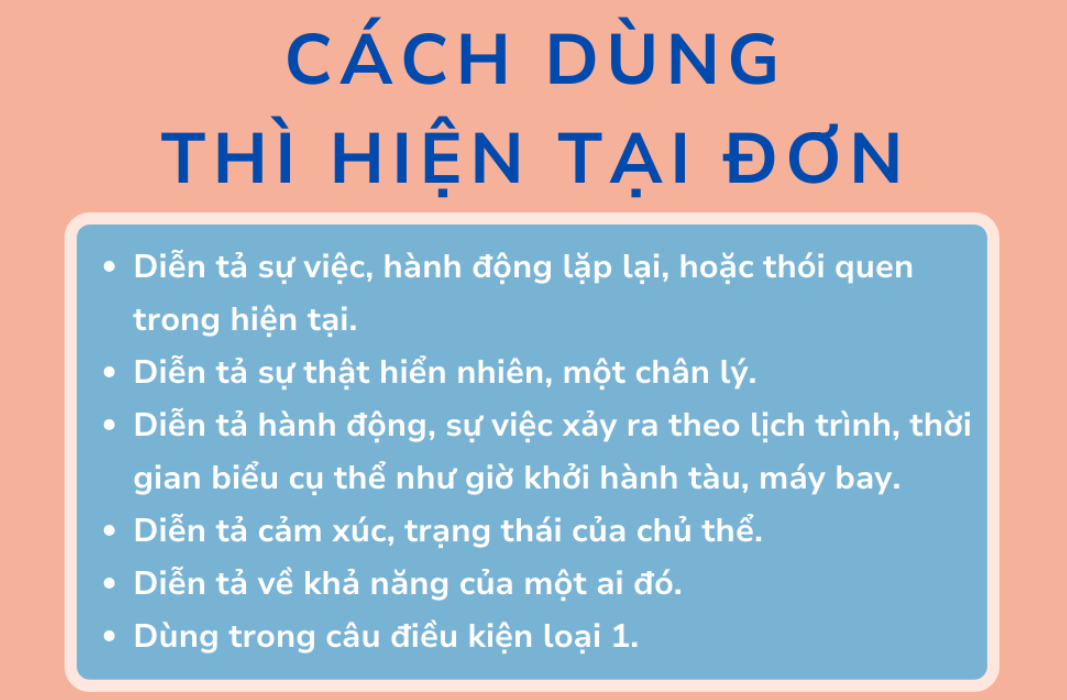 CÁCH DÙNG
THÌ HIỆN TẠI ĐƠN
• Diễn tả sự việc, hành động lặp lại, hoặc thói quen
trong hiện tại.
• Diễn tả sự thật hiển nhiên, một chân lý.
• Diễn tả hành động, sự việc xảy ra theo lịch trình, thời
gian biểu cụ thể như giờ khởi hành tàu, máy bay.
• Diễn tả cảm xúc, trạng thái của chủ thể.
• Diễn tả về khả năng của một ai đó.
• Dùng trong câu điều kiện loại 1.